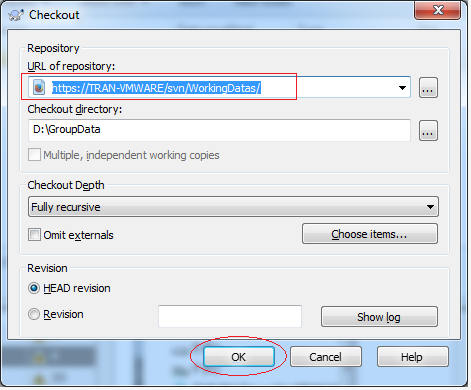 Checkout
Repository
URL of repository:
https://TRAN-VMWARE/svn/WorkingDatas/
...
Checkout directory:
D:\GroupData
...
Multiple, independent working copies
Checkout Depth
Fully recursive
Omit externals
Choose items...
Revision
HEAD revision
Revision
Show log
OK
Cancel
Help